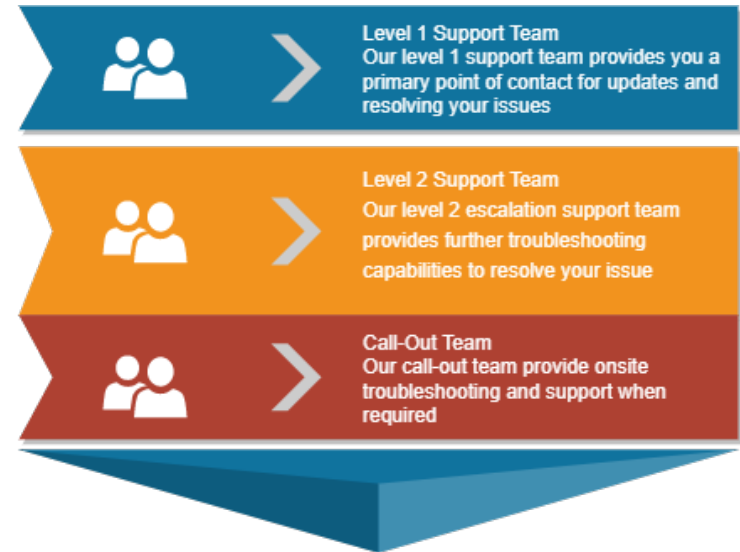 Level 1 Support Team
Our level 1 support team provides you a
primary point of contact for updates and
resolving your issues
Level 2 Support Team
Our level 2 escalation support team
provides further troubleshooting
capabilities to resolve your issue
Call-Out Team
Our call-out team provide onsite
troubleshooting and support when
required